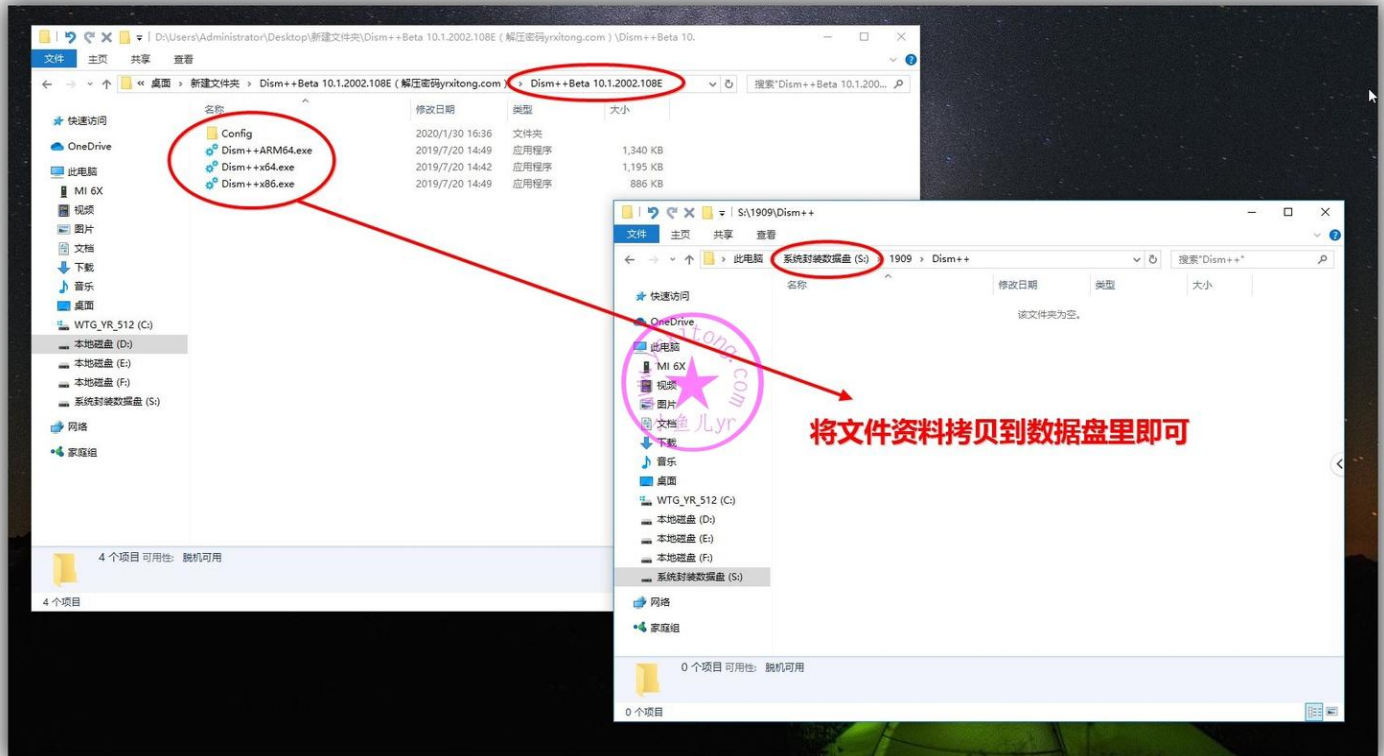 D:\Users\Administrator\Desktop\新建文件夹\Dism++Beta 10.1.2002.108E ( 解压密码yrxitong.com ) \Dism++Beta 10.
文件 主页 共享 查看
« 桌面 › 新建文件夹 › Dism++Beta 10.1.2002.108E ( 解压密码yrxitong.com ) › Dism++Beta 10.1.2002.108E
搜索"Dism++Beta 10.1.200...
名称 修改日期 类型 大小
Config 2020/1/30 16:36 文件夹
Dism++ARM64.exe 2019/7/20 14:49 应用程序 1,340 KB
Dism++x64.exe 2019/7/20 14:42 应用程序 1,195 KB
Dism++x86.exe 2019/7/20 14:49 应用程序 886 KB
快速访问
OneDrive
此电脑
MI 6X
视频
图片
文档
下载
音乐
桌面
WTG_YR_512 (C:)
本地磁盘 (D:)
本地磁盘 (E:)
本地磁盘 (F:)
系统封装数据盘 (S:)
网络
家庭组
4 个项目 可用性: 脱机可用
4 个项目
S:\1909\Dism++
文件 主页 共享 查看
› 此电脑 系统封装数据盘 (S:) › 1909 › Dism++
搜索"Dism++"
名称 修改日期 类型 大小
该文件夹为空。
快速访问
OneDrive
此电脑
MI 6X
视频
图片
文档
下载
音乐
桌面
WTG_YR_512 (C:)
本地磁盘 (D:)
本地磁盘 (E:)
本地磁盘 (F:)
系统封装数据盘 (S:)
网络
家庭组
0 个项目 可用性: 脱机可用
0 个项目
将文件资料拷贝到数据盘里即可